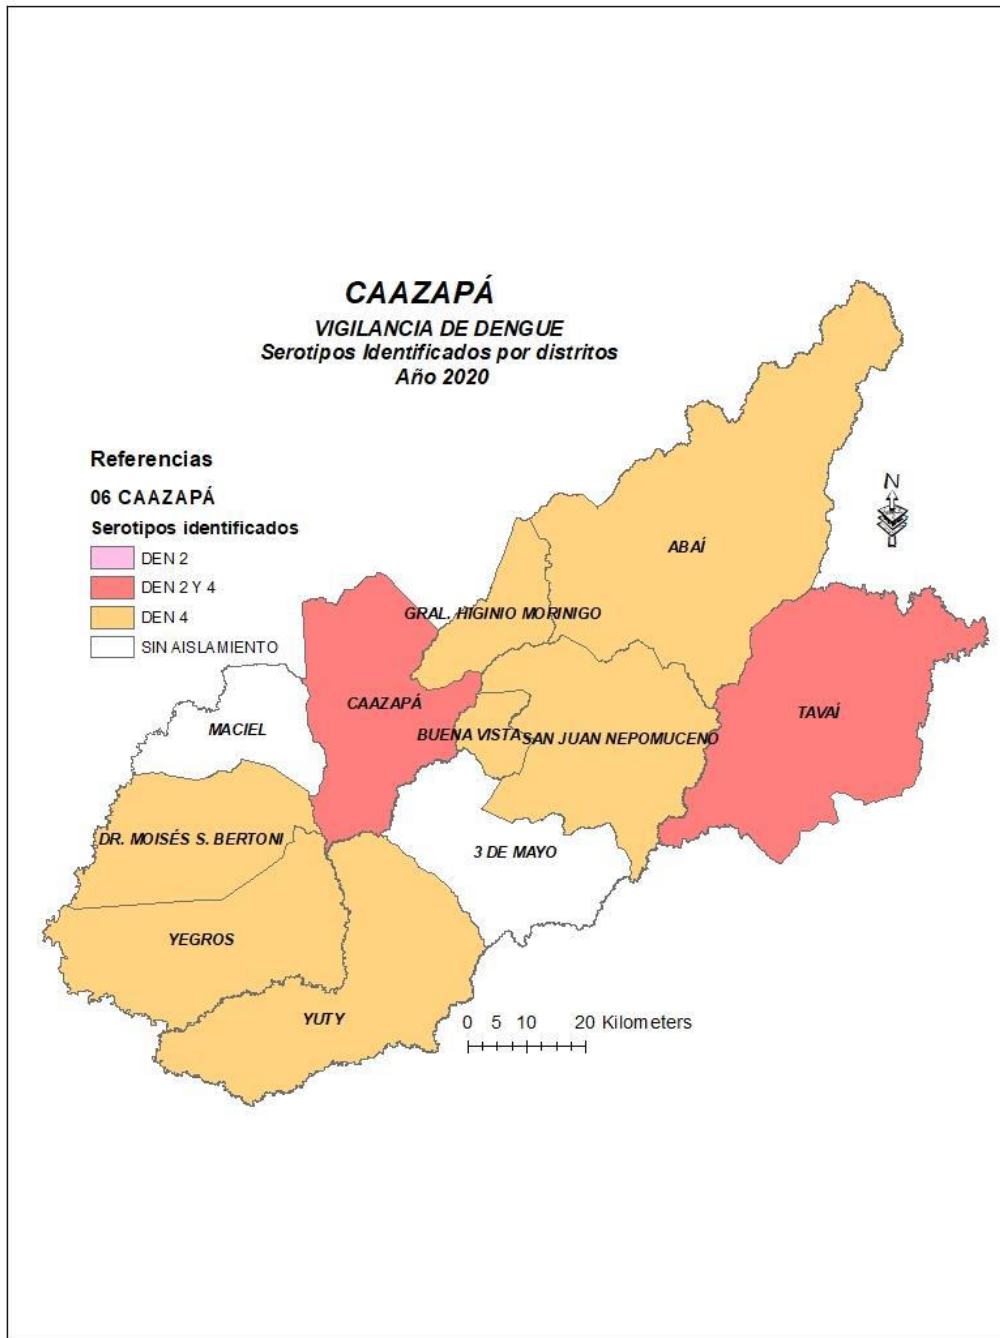 CAAZAPÁ
VIGILANCIA DE DENGUE
Serotipos Identificados por distritos
Año 2020
Referencias
06 CAAZAPÁ
Serotipos identificados
DEN 2
DEN 2 Y 4
DEN 4
SIN AISLAMIENTO
N
ABAÍ
GRAL. HIGINIO MORINIGO
CAAZAPÁ
TAVAÍ
MACIEL
BUENA VISTA
SAN JUAN NEPOMUCENO
DR. MOISÉS S. BERTONI
3 DE MAYO
YEGROS
YUTY
0 5 10 20 Kilometers